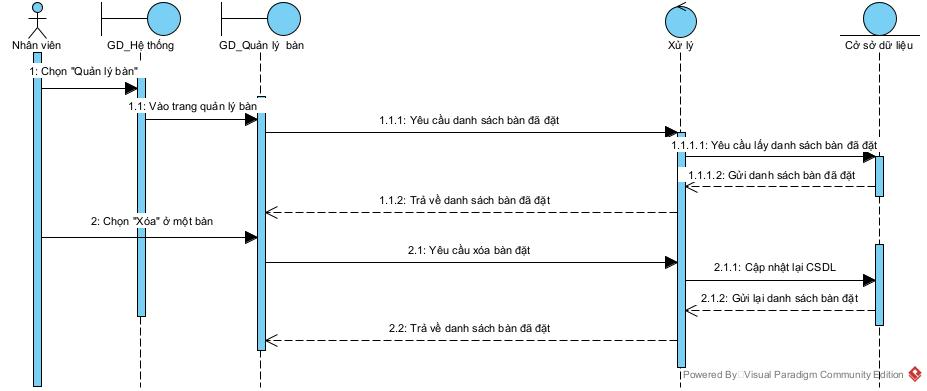 Nhân viên
GD_Hệ thống
GD_Quản lý bàn
Xử lý
Cở sở dữ liệu
1: Chọn "Quản lý bàn"
1.1: Vào trang quản lý bàn
1.1.1: Yêu cầu danh sách bàn đã đặt
1.1.1.1: Yêu cầu lấy danh sách bàn đã đặt
1.1.1.2: Gửi danh sách bàn đã đặt
1.1.2: Trả về danh sách bàn đã đặt
2: Chọn "Xóa" ở một bàn
2.1: Yêu cầu xóa bàn đặt
2.1.1: Cập nhật lại CSDL
2.1.2: Gửi lại danh sách bàn đặt
2.2: Trả về danh sách bàn đã đặt
Powered By Visual Paradigm Community Edition